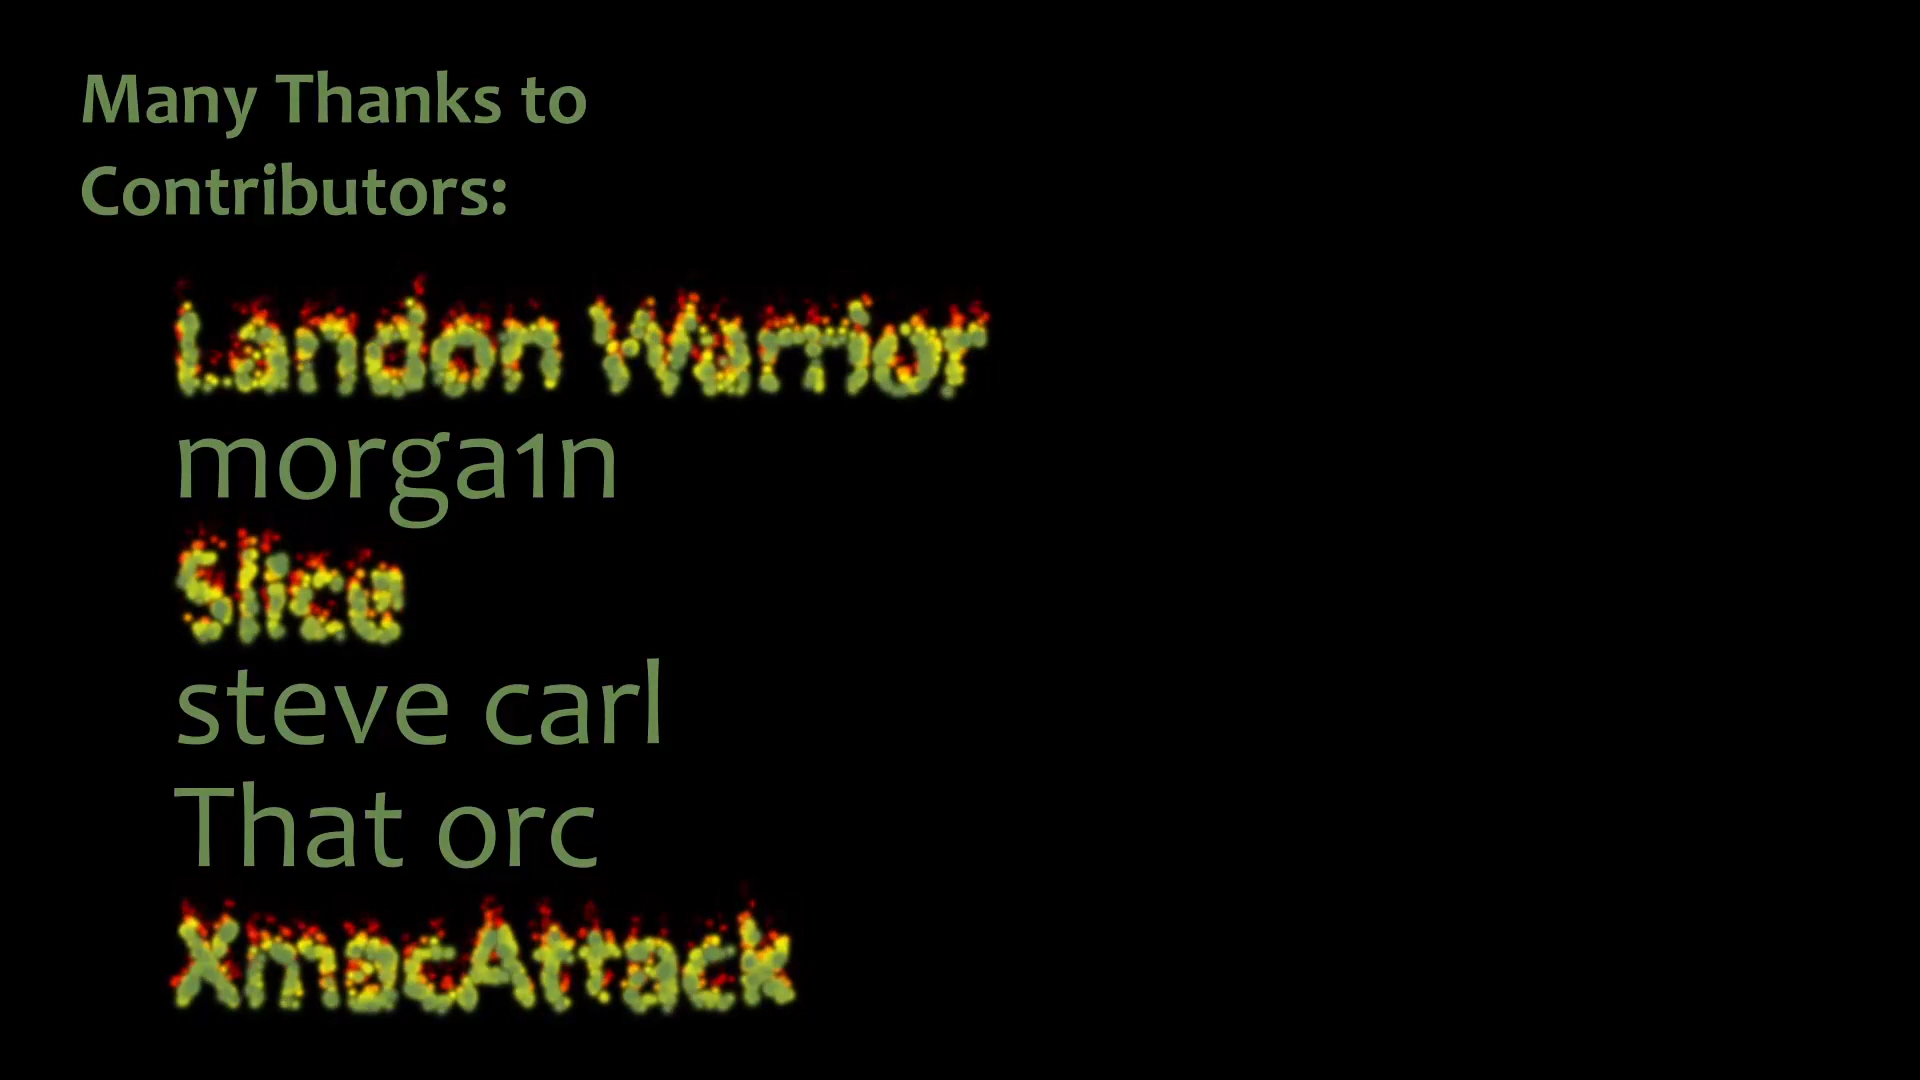 Many Thanks to
Contributors:
Landon Warrior
morga1n
Slice
steve carl
That orc
XmacAttack